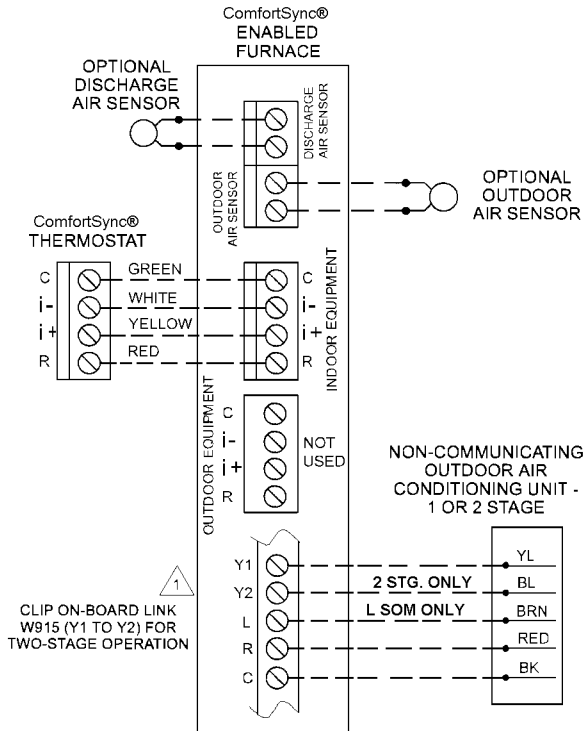 ComfortSync®
ENABLED
FURNACE
OPTIONAL
DISCHARGE
AIR SENSOR
DISCHARGE
AIR SENSOR
OUTDOOR
AIR SENSOR
OPTIONAL
OUTDOOR
AIR SENSOR
ComfortSync®
THERMOSTAT
C GREEN C
i- WHITE i-
i+ YELLOW i+
R RED R
INDOOR EQUIPMENT
OUTDOOR EQUIPMENT
C
i-
i+
R
NOT
USED
NON-COMMUNICATING
OUTDOOR AIR
CONDITIONING UNIT -
1 OR 2 STAGE
1
CLIP ON-BOARD LINK
W915 (Y1 TO Y2) FOR
TWO-STAGE OPERATION
Y1 YL
Y2 2 STG. ONLY BL
L L SOM ONLY BRN
R RED
C BK